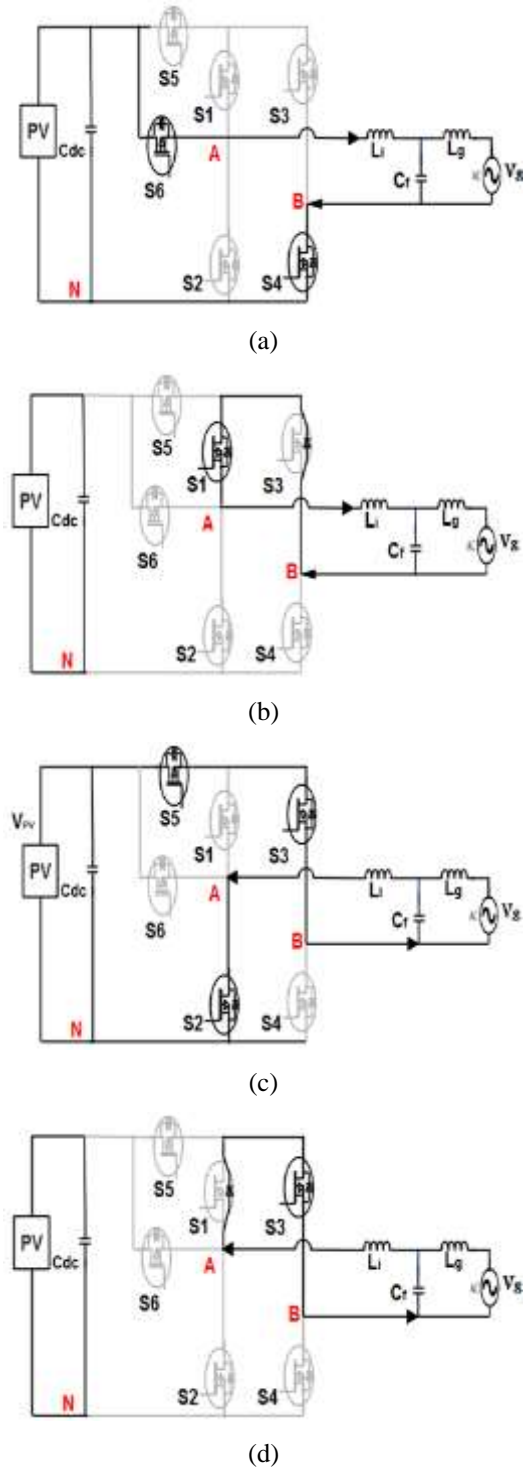 S5
S1
S3
PV
Cdc
S6
A
Li
Lg
Cf
Vg
B
N
S2
S4
(a)
S5
S1
S3
PV
Cdc
S6
A
Li
Lg
Cf
Vg
B
N
S2
S4
(b)
S5
VPV
S1
S3
PV
Cdc
S6
A
Li
Lg
Cf
Vg
B
N
S2
S4
(c)
S5
S1
S3
PV
Cdc
S6
A
Li
Lg
Cf
Vg
B
N
S2
S4
(d)